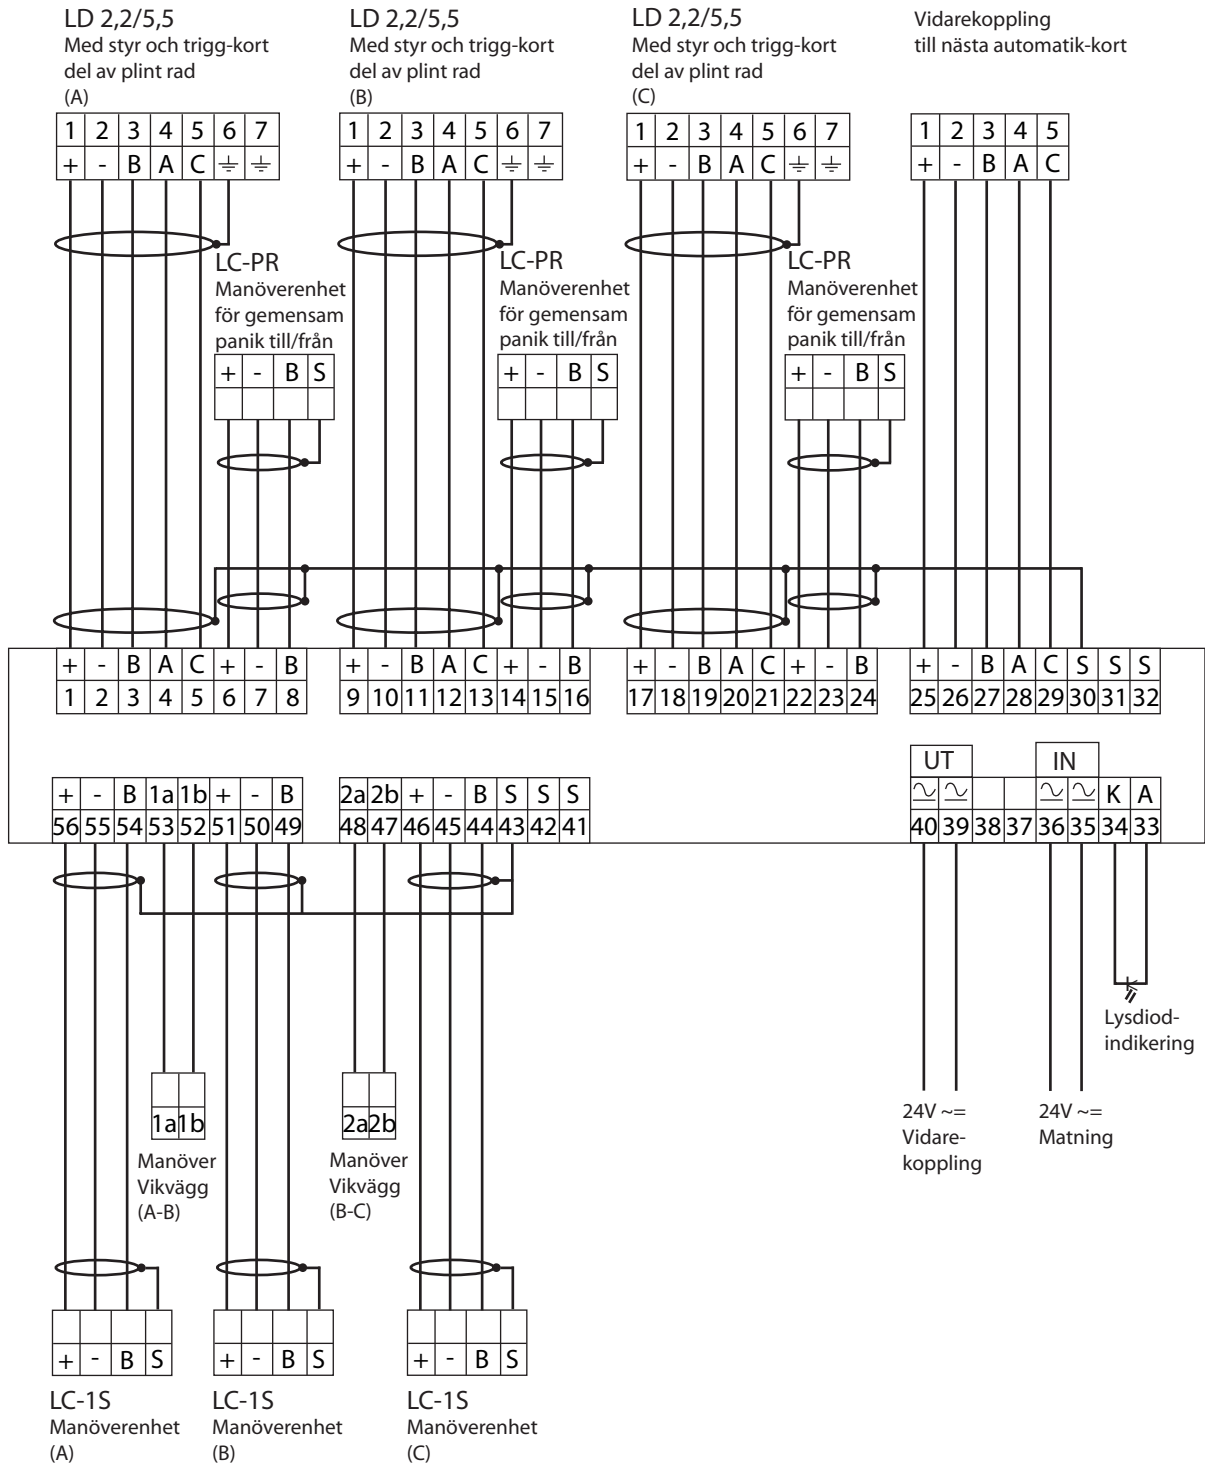 LD 2,2/5,5
Med styr och trigg-kort
del av plint rad
(A)
LD 2,2/5,5
Med styr och trigg-kort
del av plint rad
(B)
LD 2,2/5,5
Med styr och trigg-kort
del av plint rad
(C)
Vidarekoppling
till nästa automatik-kort
1 2 3 4 5 6 7
+ - B A C ⏚ ⏚
1 2 3 4 5 6 7
+ - B A C ⏚ ⏚
1 2 3 4 5 6 7
+ - B A C ⏚ ⏚
1 2 3 4 5
+ - B A C
LC-PR
Manöverenhet
för gemensam
panik till/från
+ - B S
LC-PR
Manöverenhet
för gemensam
panik till/från
+ - B S
LC-PR
Manöverenhet
för gemensam
panik till/från
+ - B S
+ - B A C + - B
1 2 3 4 5 6 7 8
+ - B A C + - B
9 10 11 12 13 14 15 16
+ - B A C + - B
17 18 19 20 21 22 23 24
+ - B A C S S S
25 26 27 28 29 30 31 32
UT
IN
+ - B 1a 1b + - B
56 55 54 53 52 51 50 49
2a 2b + - B S S S
48 47 46 45 44 43 42 41
K A
40 39 38 37 36 35 34 33
Lysdiod-
indikering
1a 1b
Manöver
Vikvägg
(A-B)
2a 2b
Manöver
Vikvägg
(B-C)
24V ~=
Vidare-
koppling
24V ~=
Matning
+ - B S
LC-1S
Manöverenhet
(A)
+ - B S
LC-1S
Manöverenhet
(B)
+ - B S
LC-1S
Manöverenhet
(C)